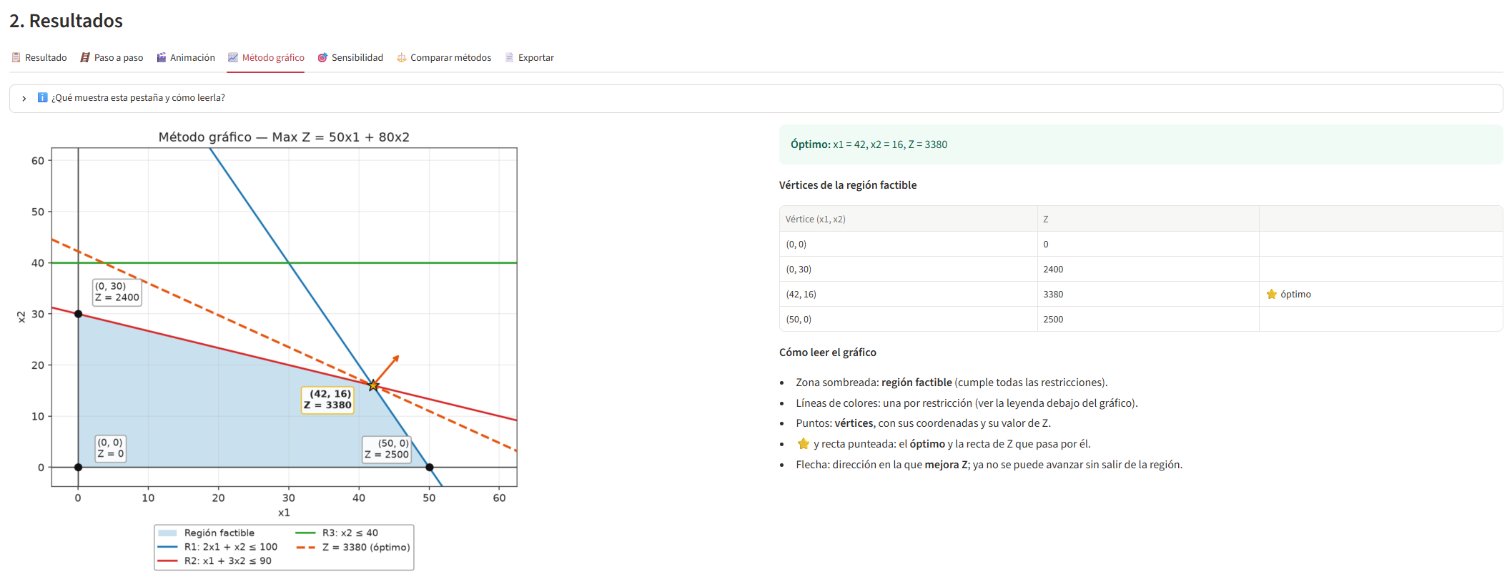 2. Resultados
Resultado Paso a paso Animación Método gráfico Sensibilidad Comparar métodos Exportar
¿Qué muestra esta pestaña y cómo leerla?
Método gráfico — Max Z = 50x1 + 80x2
60
50
40
30
20
10
0
x2
(0, 30)
Z = 2400
(42, 16)
Z = 3380
(0, 0)
Z = 0
(50, 0)
Z = 2500
0 10 20 30 40 50 60
x1
Región factible
R1: 2x1 + x2 ≤ 100
R2: x1 + 3x2 ≤ 90
R3: x2 ≤ 40
Z = 3380 (óptimo)
Óptimo: x1 = 42, x2 = 16, Z = 3380
Vértices de la región factible
Vértice (x1, x2) Z
(0, 0) 0
(0, 30) 2400
(42, 16) 3380 ⭐ óptimo
(50, 0) 2500
Cómo leer el gráfico
• Zona sombreada: región factible (cumple todas las restricciones).
• Líneas de colores: una por restricción (ver la leyenda debajo del gráfico).
• Puntos: vértices, con sus coordenadas y su valor de Z.
• ⭐ y recta punteada: el óptimo y la recta de Z que pasa por él.
• Flecha: dirección en la que mejora Z; ya no se puede avanzar sin salir de la región.